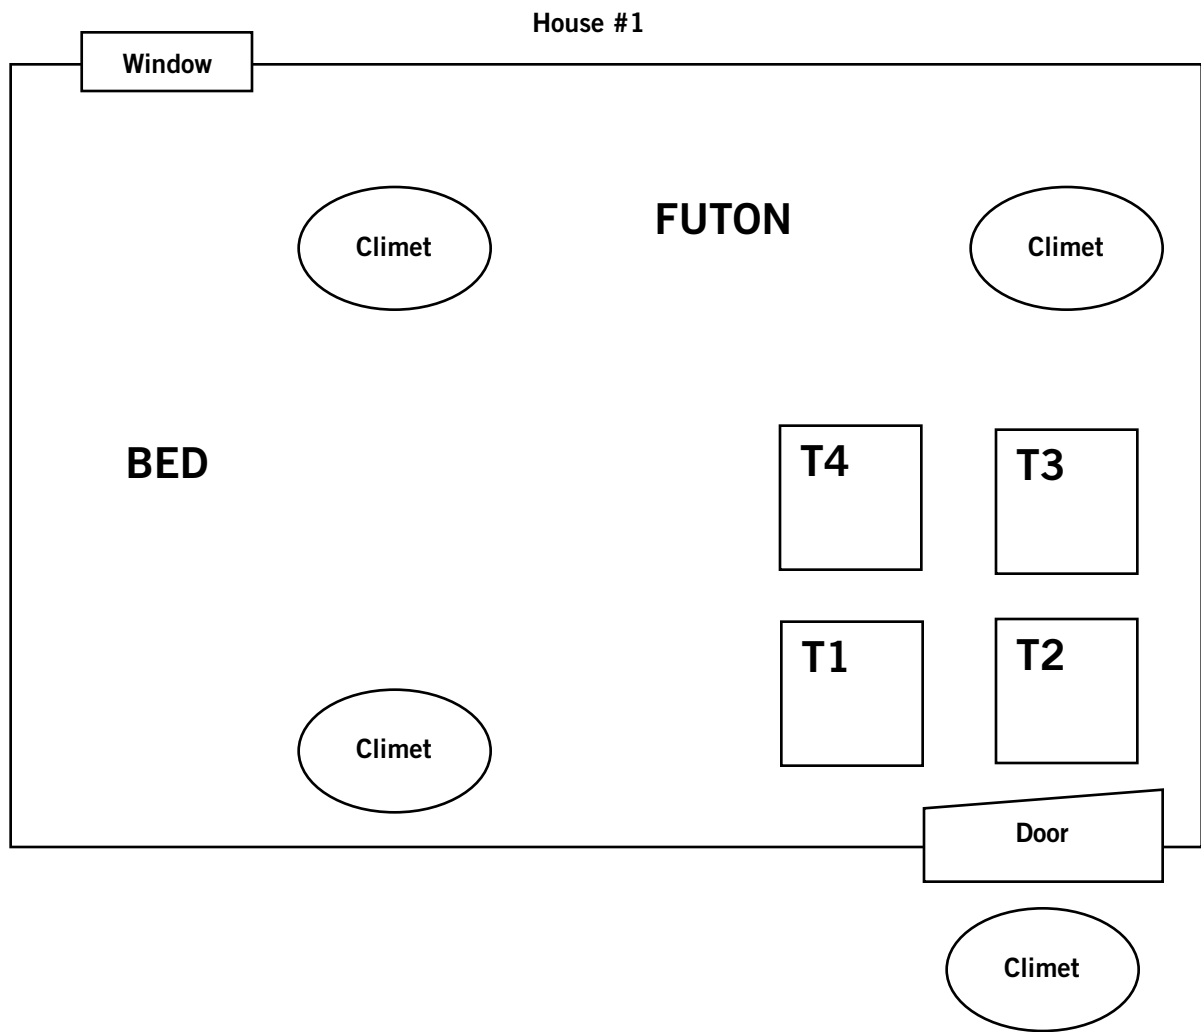 House #1
Window
Climet
FUTON
Climet
BED
T4
T3
T1
T2
Climet
Door
Climet